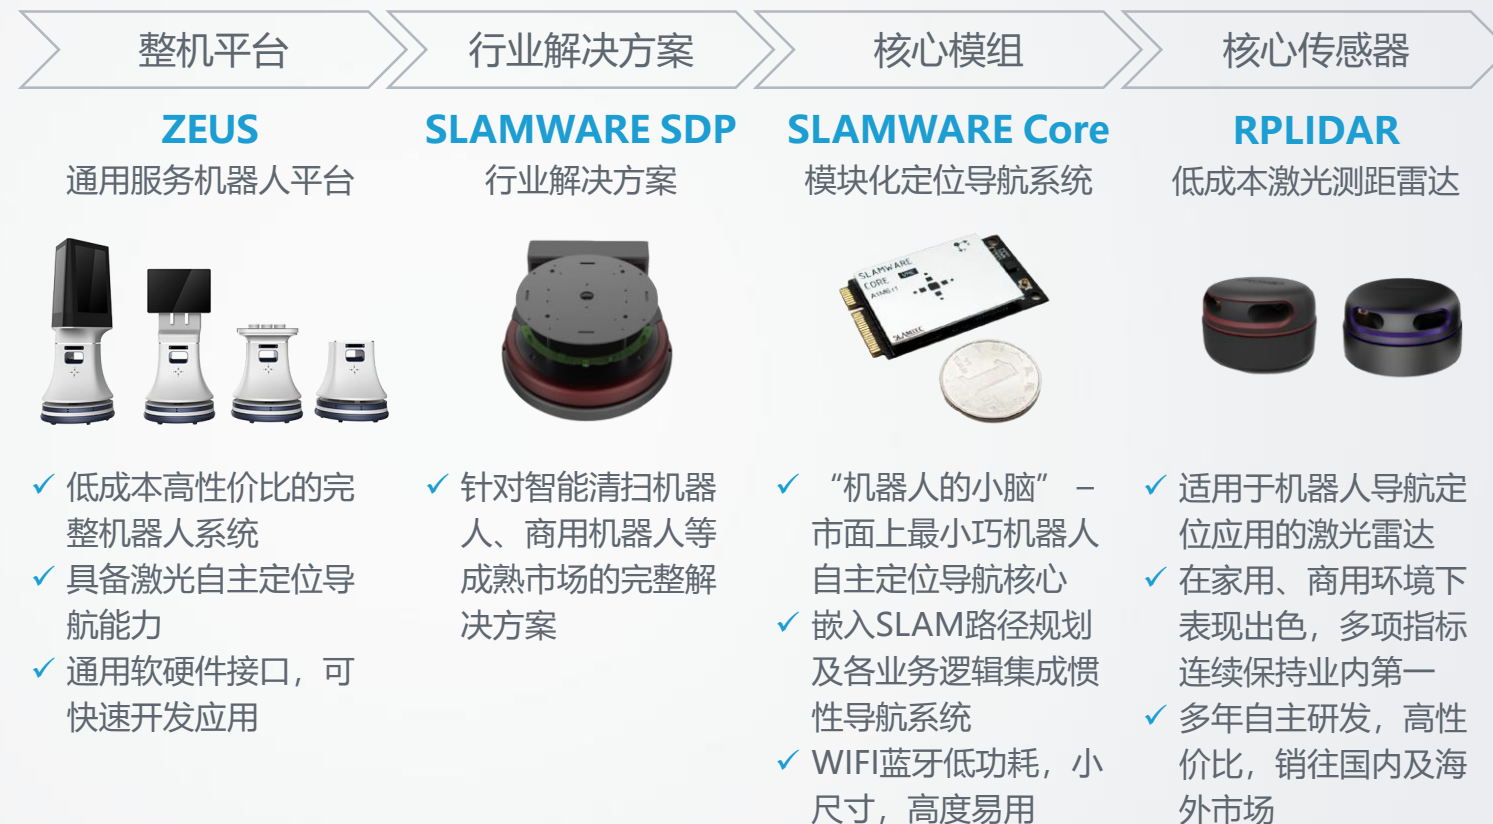 整机平台
行业解决方案
核心模组
核心传感器
ZEUS
通用服务机器人平台
SLAMWARE SDP
行业解决方案
SLAMWARE Core
模块化定位导航系统
RPLIDAR
低成本激光测距雷达
SLAMWARE
CORE
SLAMTEC
低成本高性价比的完
整机器人系统
具备激光自主定位导
航能力
通用软硬件接口，可
快速开发应用
针对智能清扫机器
人、商用机器人等
成熟市场的完整解
决方案
“机器人的小脑” –
市面上最小巧机器人
自主定位导航核心
嵌入SLAM路径规划
及各业务逻辑集成惯
性导航系统
WIFI蓝牙低功耗，小
尺寸，高度易用
适用于机器人导航定
位应用的激光雷达
在家用、商用环境下
表现出色，多项指标
连续保持业内第一
多年自主研发，高性
价比，销往国内及海
外市场